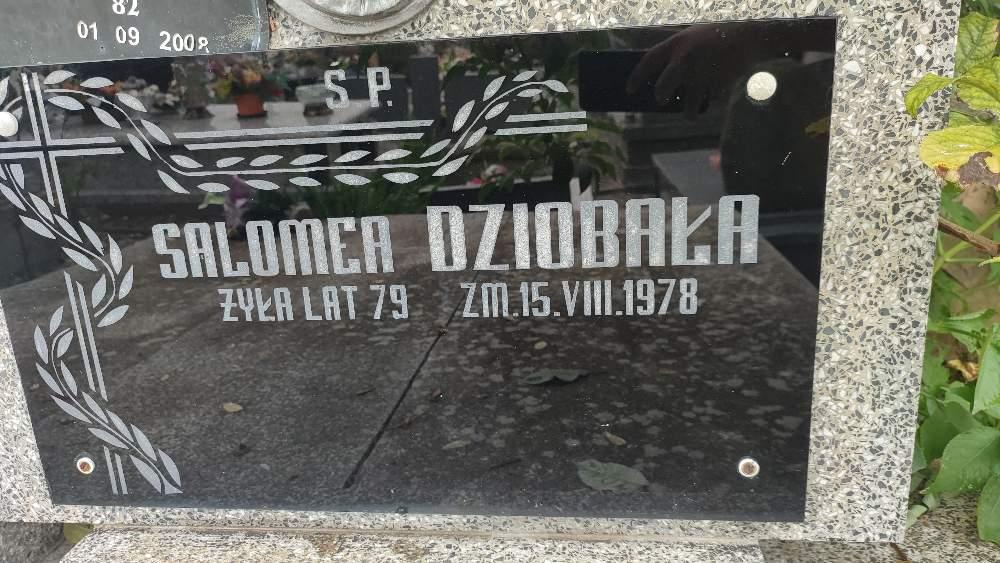 82
01 09 2008
Ś P.
SALOMEA DZIOBAŁA
ŻYŁA LAT 79 ZM.15.VIII.1978